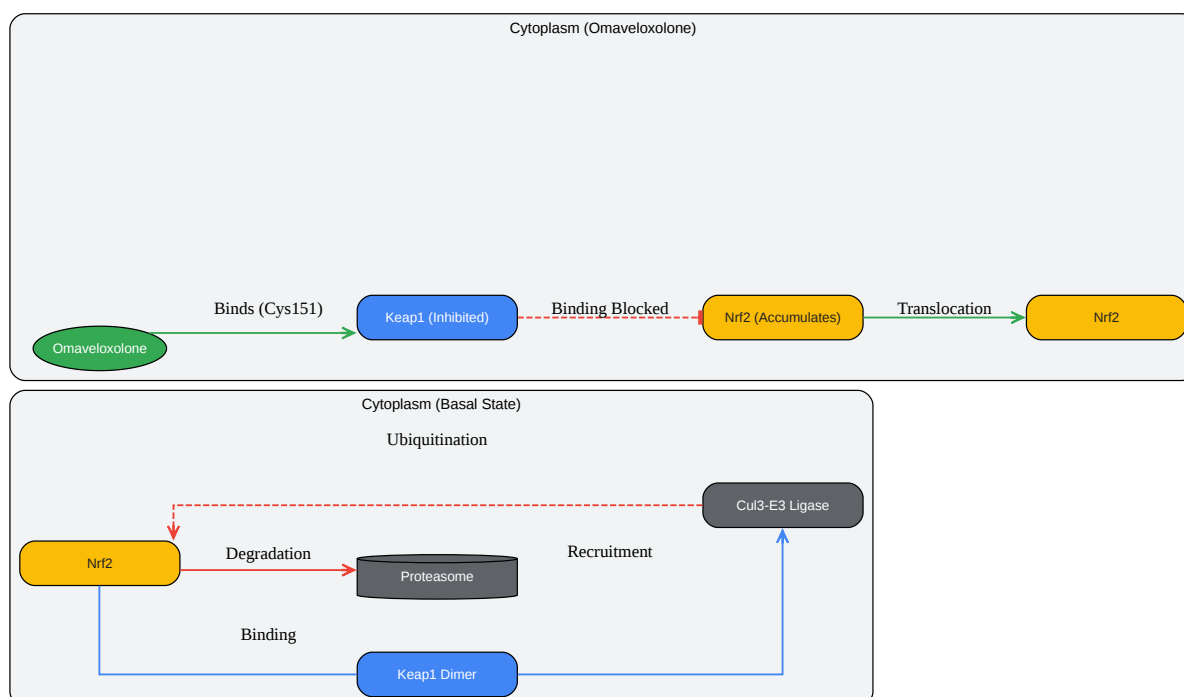 Cytoplasm (Omaveloxolone)
Binds (Cys151)
Keap1 (Inhibited)
Binding Blocked
Nrf2 (Accumulates)
Translocation
Nrf2
Omaveloxolone
Cytoplasm (Basal State)
Ubiquitination
Cul3-E3 Ligase
Nrf2
Degradation
Proteasome
Recruitment
Binding
Keap1 Dimer